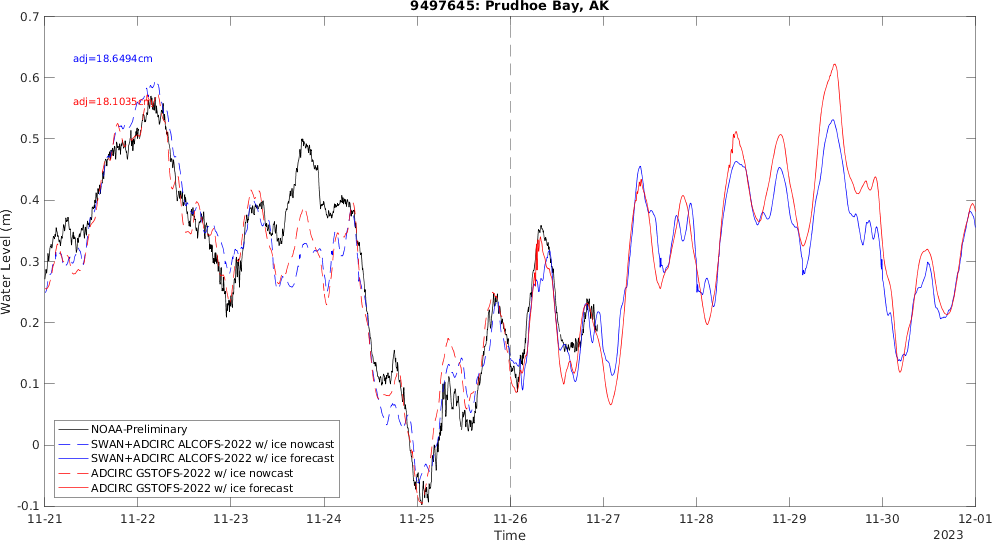 9497645: Prudhoe Bay, AK
0.7
0.6
0.5
0.4
0.3
0.2
0.1
0
-0.1
Water Level (m)
adj=18.6494cm
adj=18.1035cm
NOAA-Preliminary
SWAN+ADCIRC ALCOFS-2022 w/ ice nowcast
SWAN+ADCIRC ALCOFS-2022 w/ ice forecast
ADCIRC GSTOFS-2022 w/ ice nowcast
ADCIRC GSTOFS-2022 w/ ice forecast
11-21 11-22 11-23 11-24 11-25 11-26 11-27 11-28 11-29 11-30 12-01
Time
2023